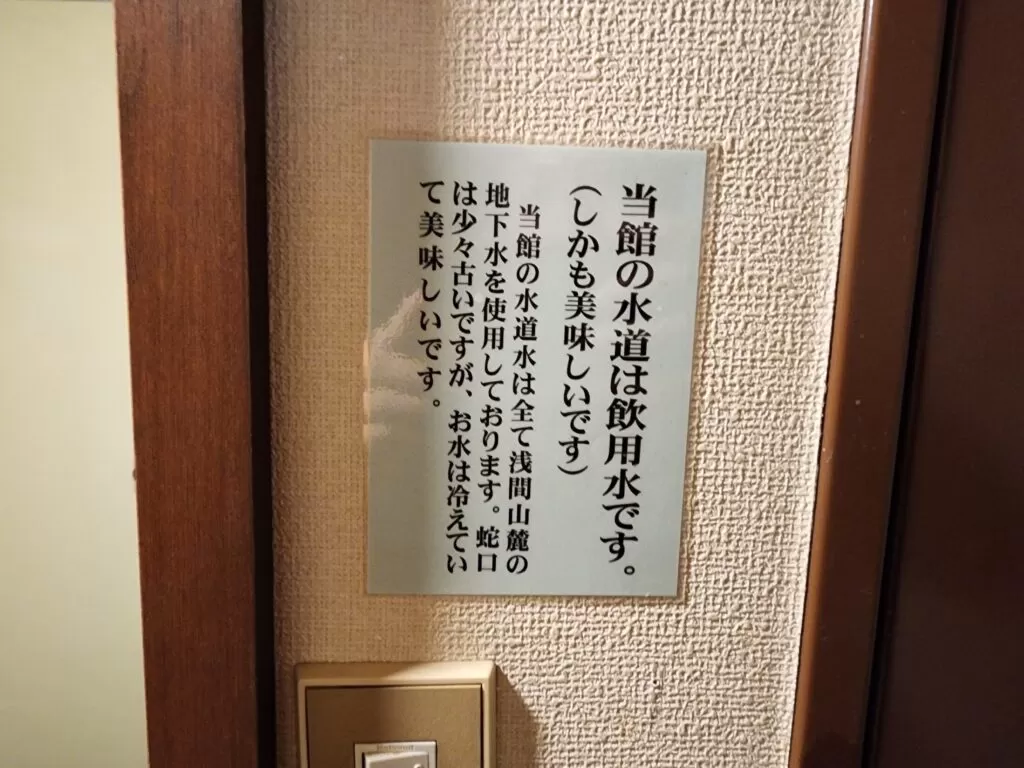 当館の水道は飲用水です。
（しかも美味しいです）
当館の水道水は全て浅間山麓の
地下水を使用しております。蛇口
は少々古いですが、お水は冷えてい
て美味しいです。
National